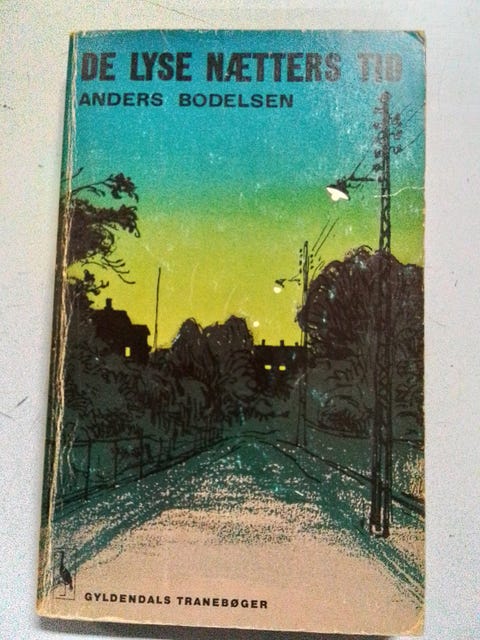 DE LYSE NÆTTERS TID
ANDERS BODELSEN
GYLDENDALS TRANEBØGER